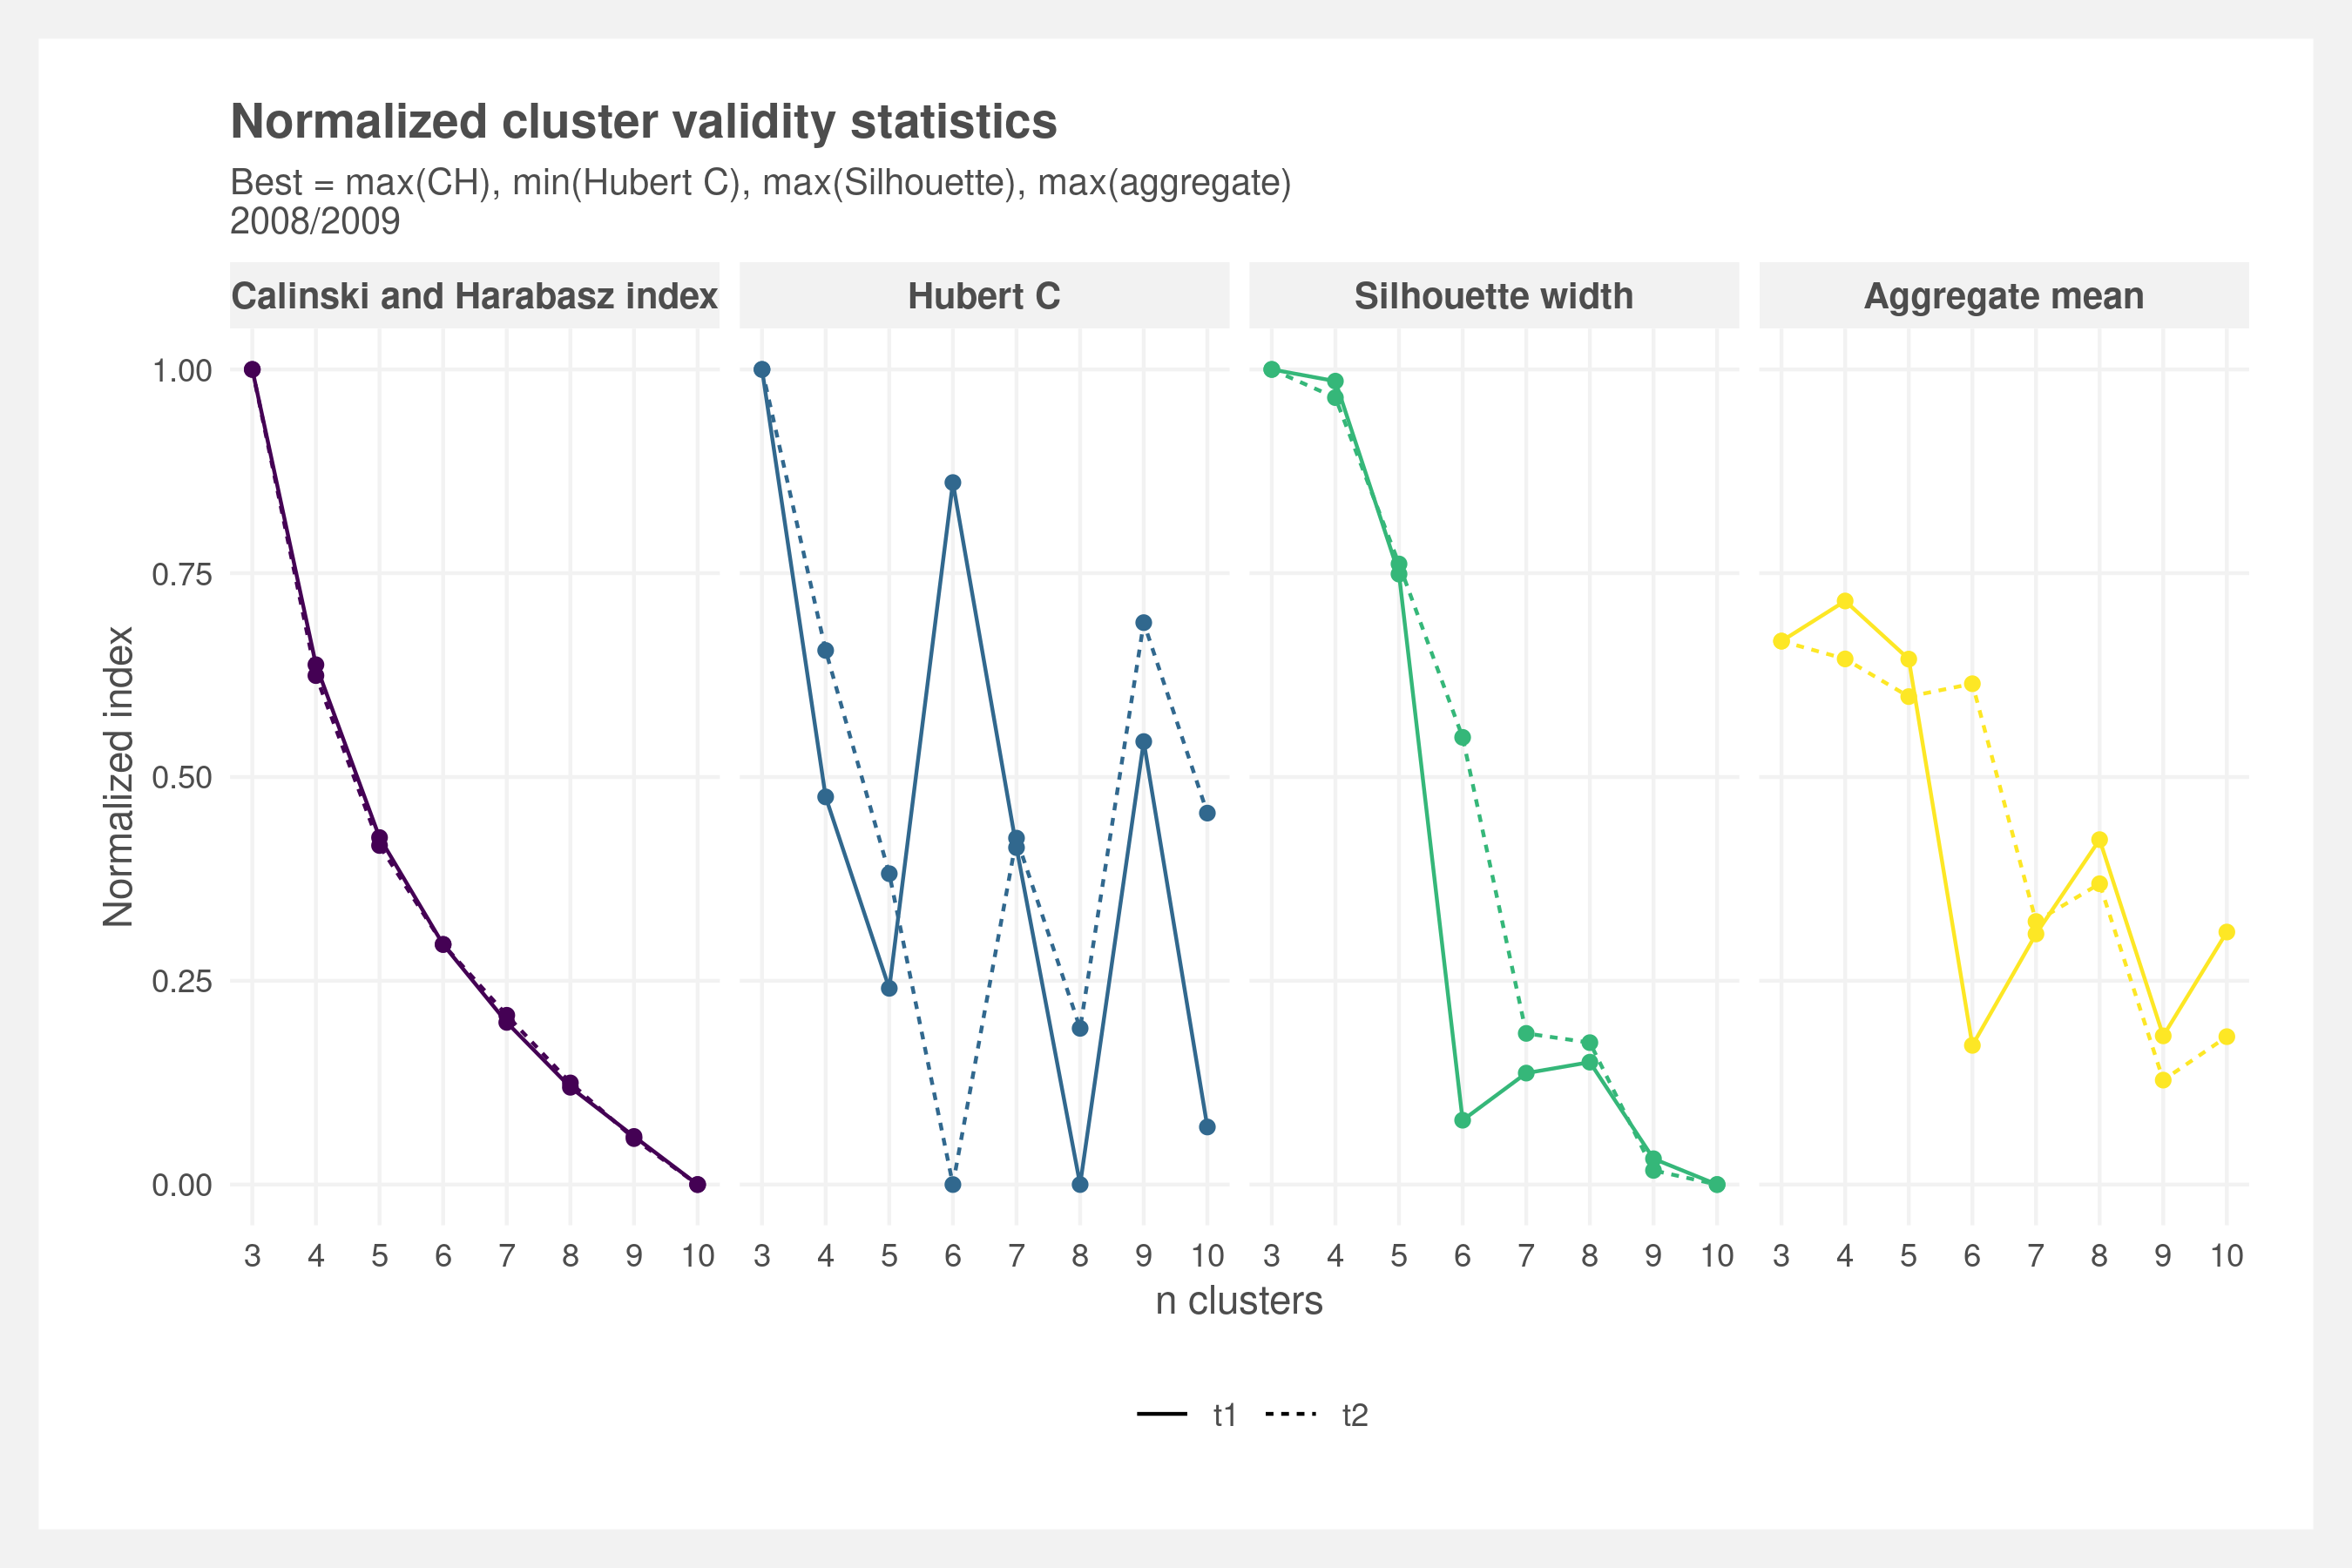 Normalized cluster validity statistics
Best = max(CH), min(Hubert C), max(Silhouette), max(aggregate)
2008/2009
Calinski and Harabasz index Hubert C Silhouette width Aggregate mean
1.00
0.75
0.50
0.25
0.00
Normalized index
3 4 5 6 7 8 9 10 3 4 5 6 7 8 9 10 3 4 5 6 7 8 9 10 3 4 5 6 7 8 9 10
n clusters
t1 t2